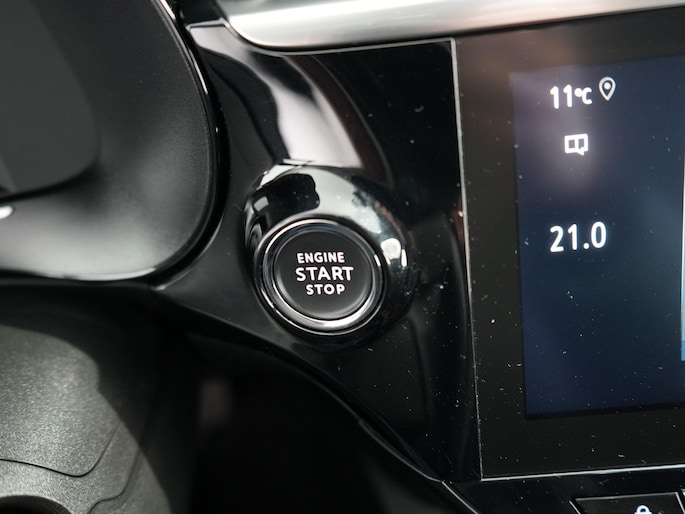 ENGINE
START
STOP
11°C
21.0